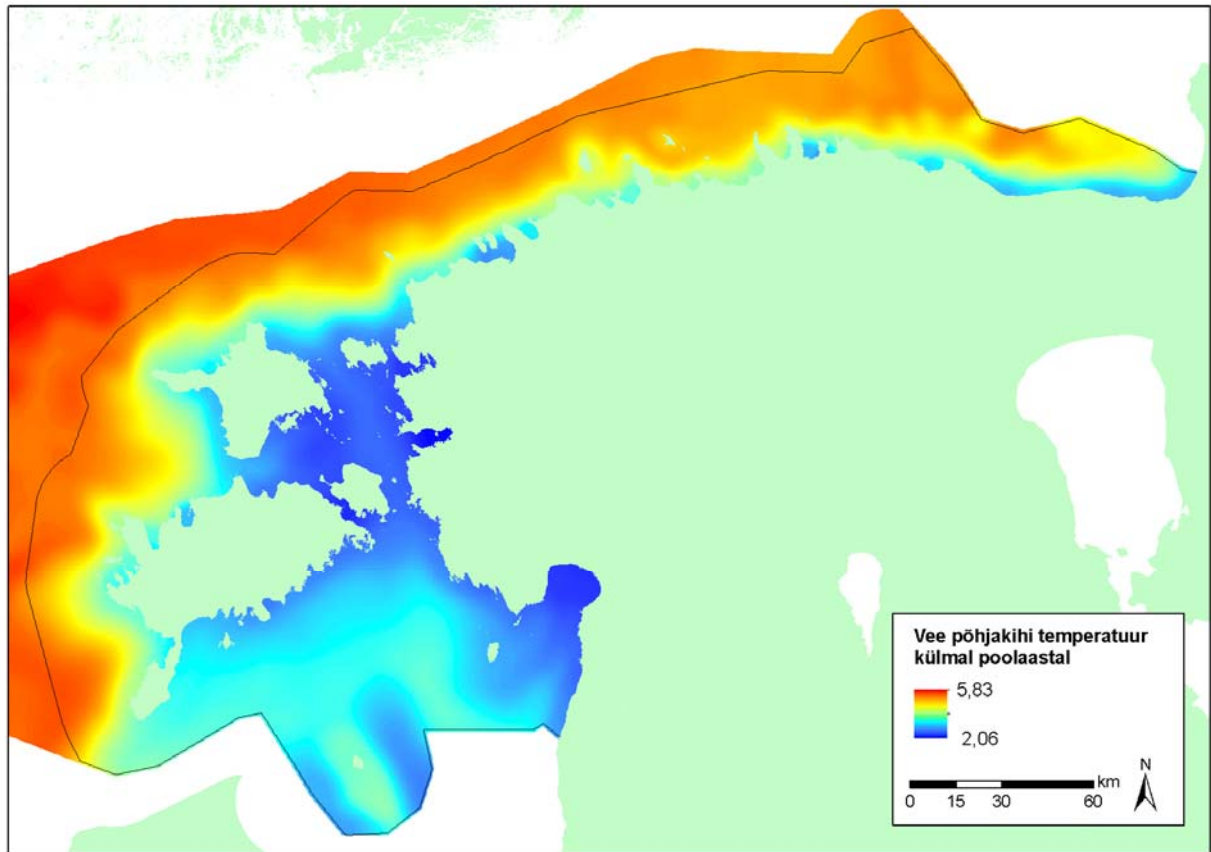 Vee põhjakihi temperatuur
külmal poolaastal
5,83
2,06
N
km
0 15 30 60